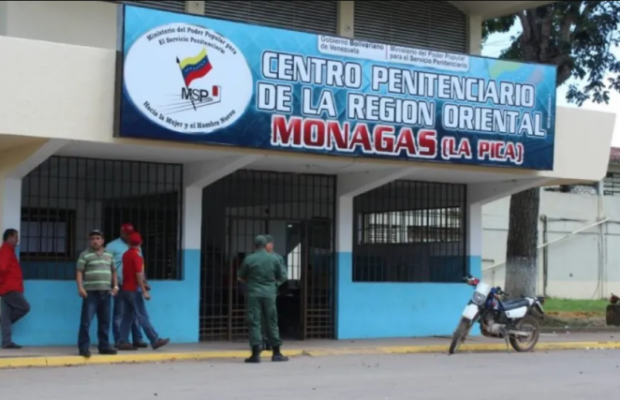 Ministerio del Poder Popular para
El Servicio Penitenciario
MSP
Hacia la Mujer y el Hombre Nuevo
Gobierno Bolivariano
de Venezuela
Ministerio del Poder Popular
para el Servicio Penitenciario
CENTRO PENITENCIARIO
DE LA REGION ORIENTAL
MONAGAS (LA PICA)